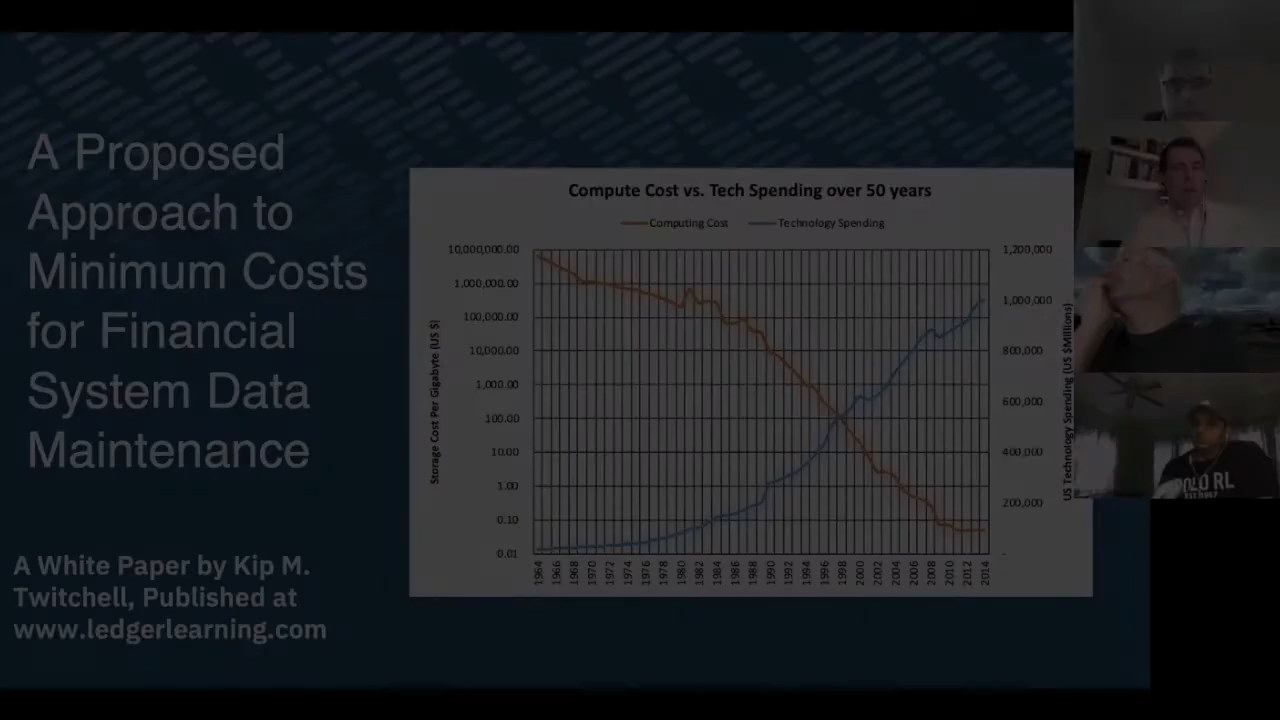 A Proposed
Approach to
Minimum Costs
for Financial
System Data
Maintenance
A White Paper by Kip M.
Twitchell, Published at
www.ledgerlearning.com
Compute Cost vs. Tech Spending over 50 years
Computing Cost
Technology Spending
Storage Cost Per Gigabyte (US $)
10,000,000.00
1,000,000.00
100,000.00
10,000.00
1,000.00
100.00
10.00
1.00
0.10
0.01
1,200,000
1,000,000
800,000
600,000
400,000
200,000
-
US Technology Spending (US $Millions)
1964
1966
1968
1970
1972
1974
1976
1978
1980
1982
1984
1986
1988
1990
1992
1994
1996
1998
2000
2002
2004
2006
2008
2010
2012
2014
POLO RL
EST. 1967